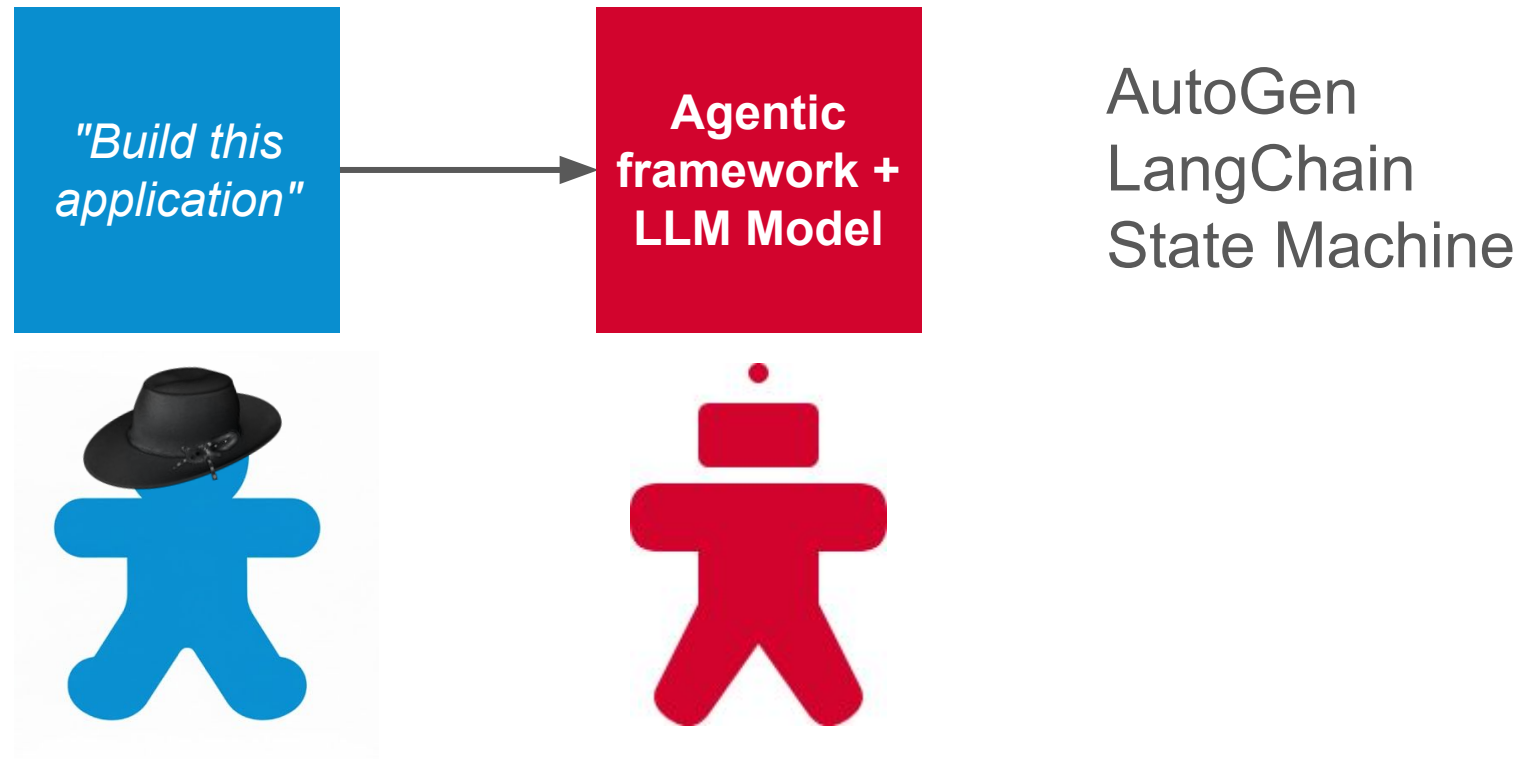 "Build this
application"
Agentic
framework +
LLM Model
AutoGen
LangChain
State Machine